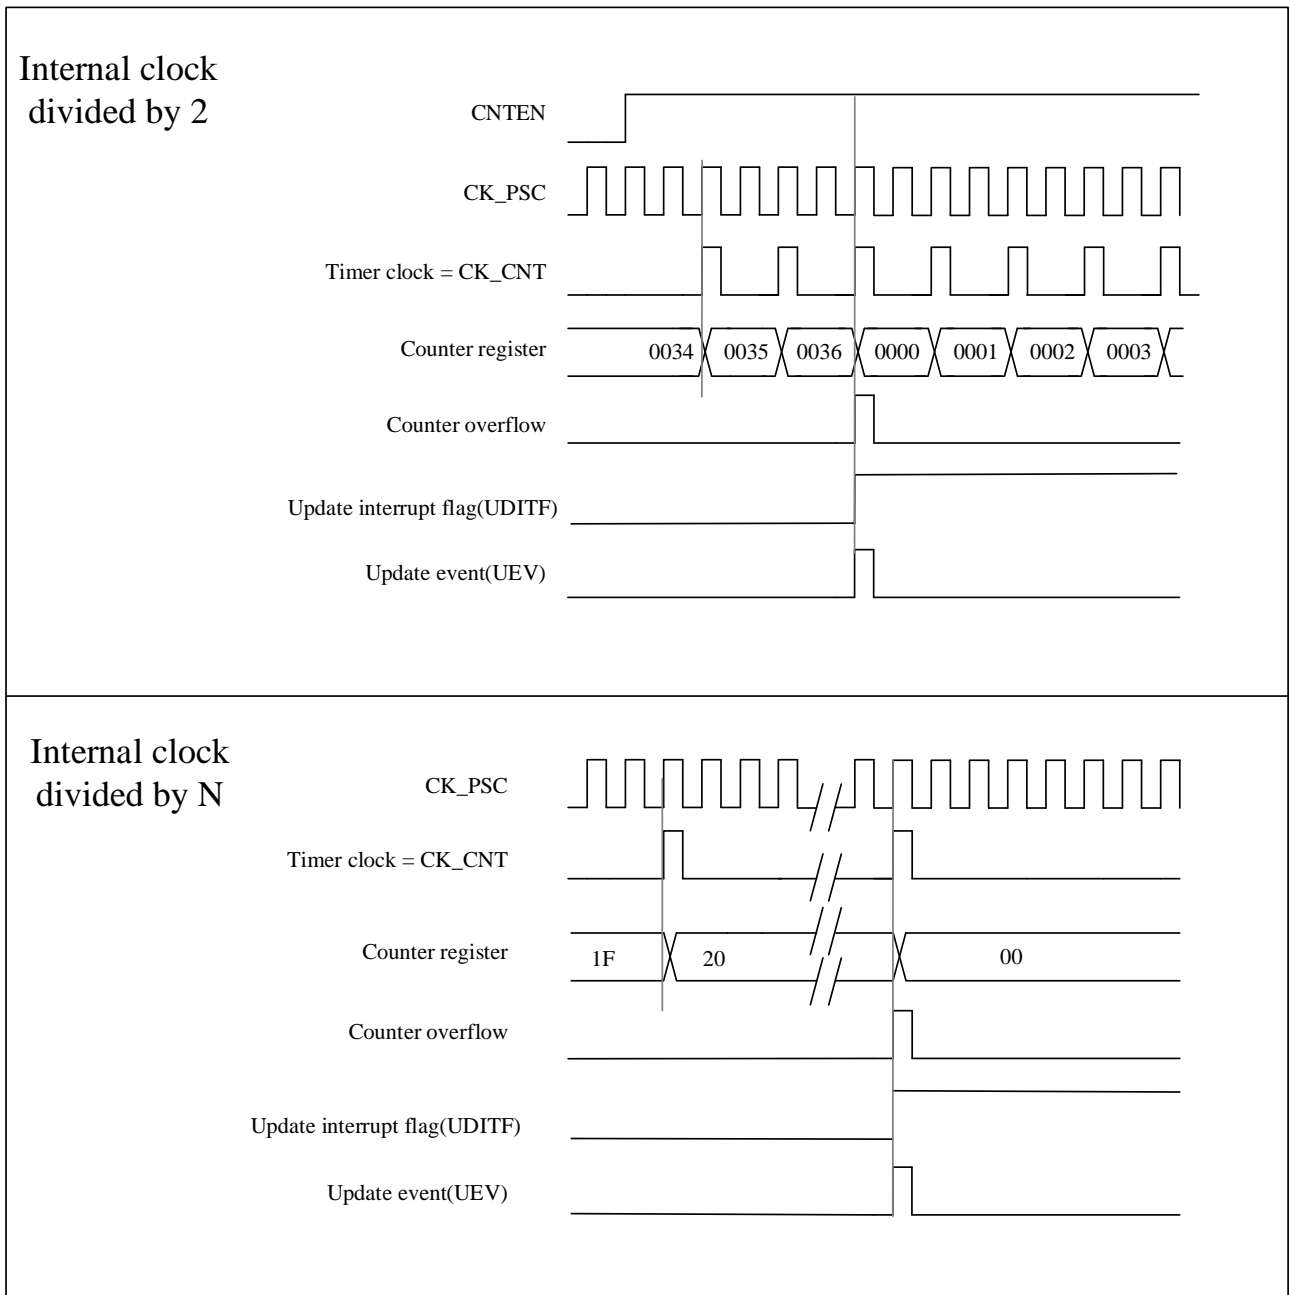 Internal clock
divided by 2
CNTEN
CK_PSC
Timer clock = CK_CNT
Counter register
0034 0035 0036 0000 0001 0002 0003
Counter overflow
Update interrupt flag(UDITF)
Update event(UEV)
Internal clock
divided by N
CK_PSC
Timer clock = CK_CNT
Counter register
1F 20 00
Counter overflow
Update interrupt flag(UDITF)
Update event(UEV)